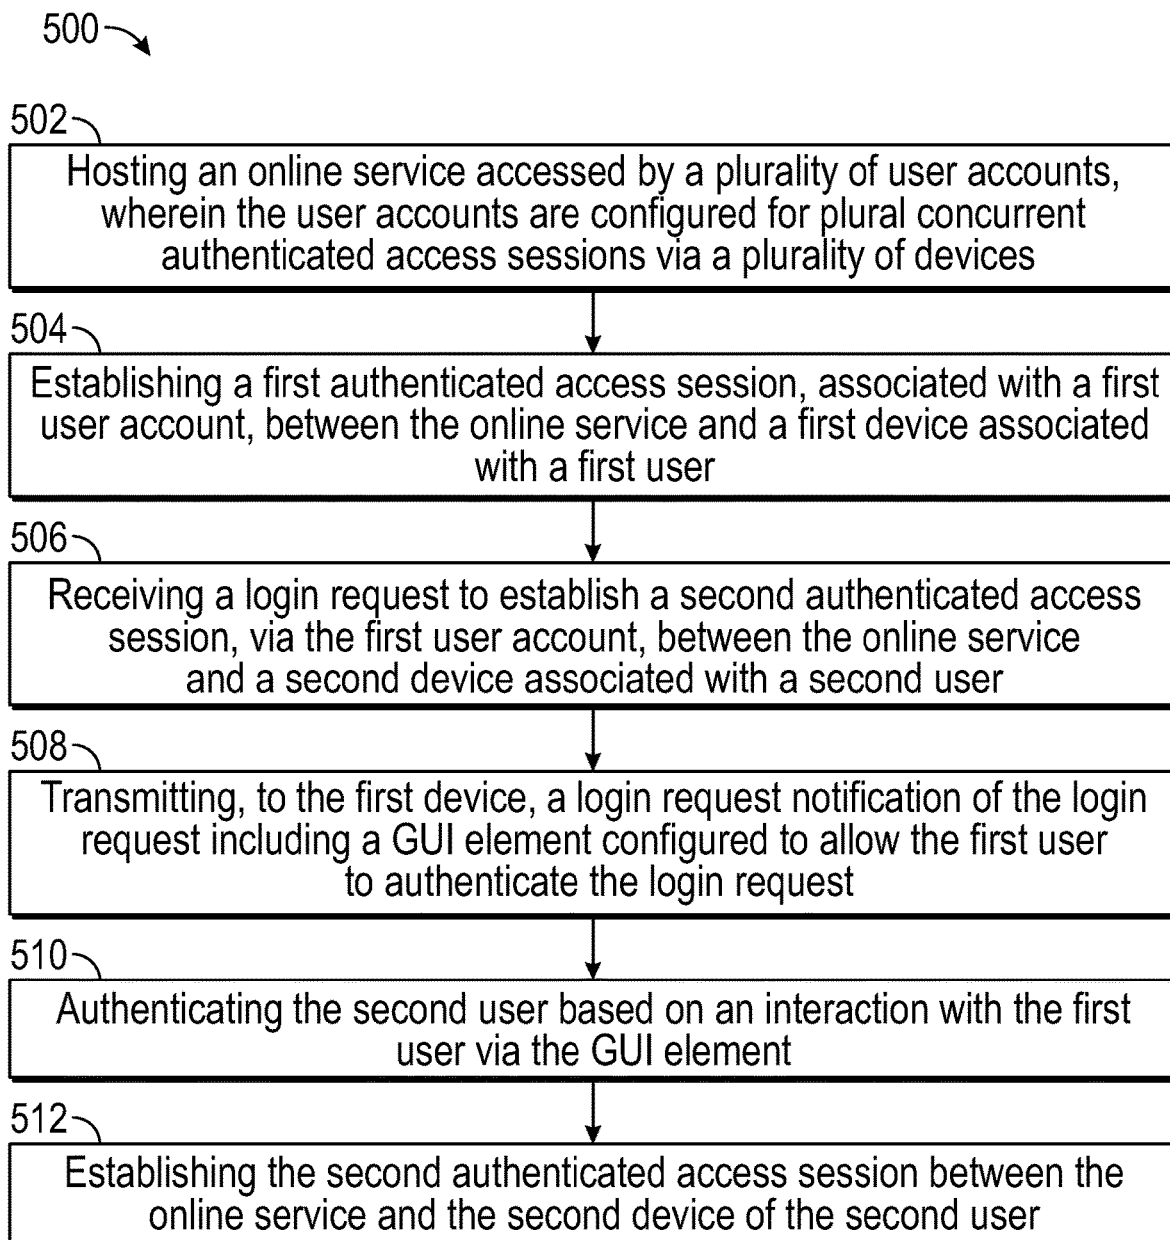 500
502
Hosting an online service accessed by a plurality of user accounts,
wherein the user accounts are configured for plural concurrent
authenticated access sessions via a plurality of devices
504
Establishing a first authenticated access session, associated with a first
user account, between the online service and a first device associated
with a first user
506
Receiving a login request to establish a second authenticated access
session, via the first user account, between the online service
and a second device associated with a second user
508
Transmitting, to the first device, a login request notification of the login
request including a GUI element configured to allow the first user
to authenticate the login request
510
Authenticating the second user based on an interaction with the first
user via the GUI element
512
Establishing the second authenticated access session between the
online service and the second device of the second user